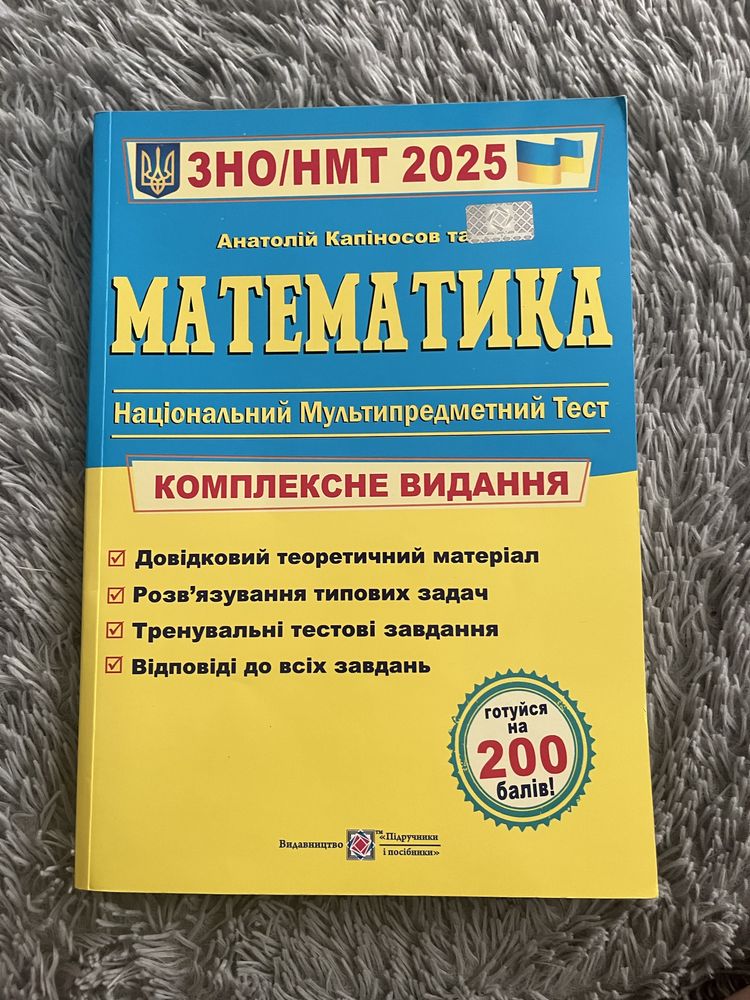 ЗНО/НМТ 2025
Анатолій Капіносов та
МАТЕМАТИКА
Національний Мультипредметний Тест
КОМПЛЕКСНЕ ВИДАННЯ
Довідковий теоретичний матеріал
Розв’язування типових задач
Тренувальні тестові завдання
Відповіді до всіх завдань
готуйся
на
200
балів!
Видавництво ™ «Підручники
і посібники»